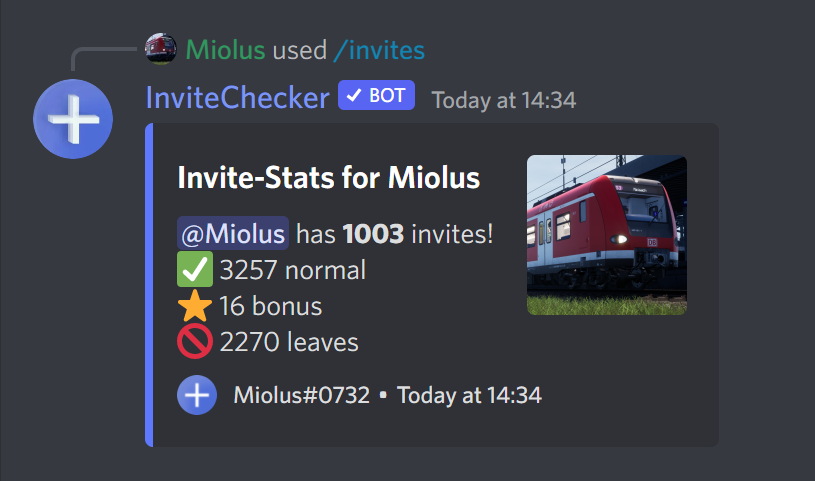 Miolus used /invites
InviteChecker ✓ BOT Today at 14:34
Invite-Stats for Miolus
@Miolus has 1003 invites!
✅ 3257 normal
⭐ 16 bonus
🚫 2270 leaves
Miolus#0732 • Today at 14:34
DB